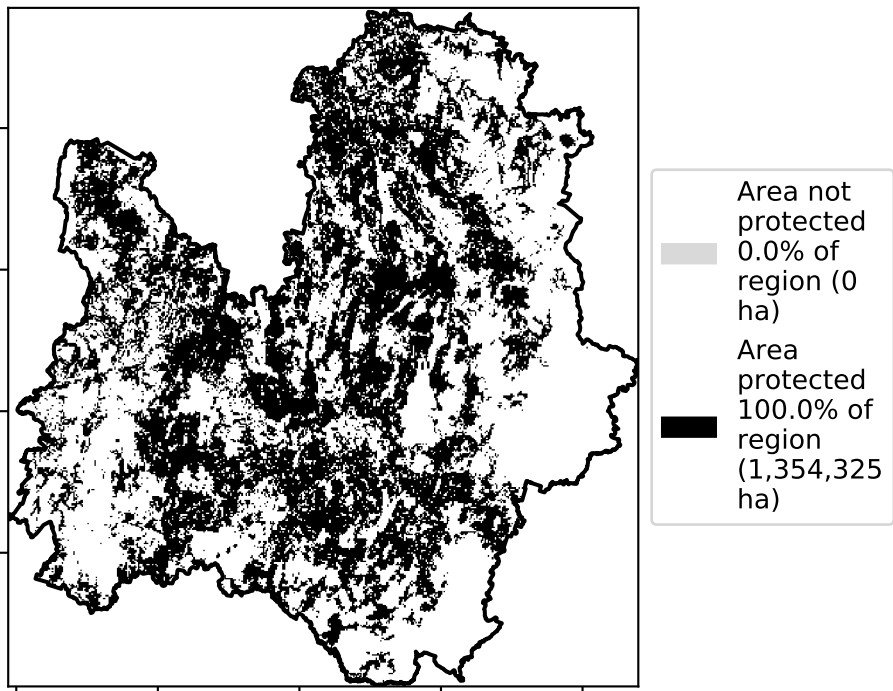 Area not
protected
0.0% of
region (0
ha)
Area
protected
100.0% of
region
(1,354,325
ha)